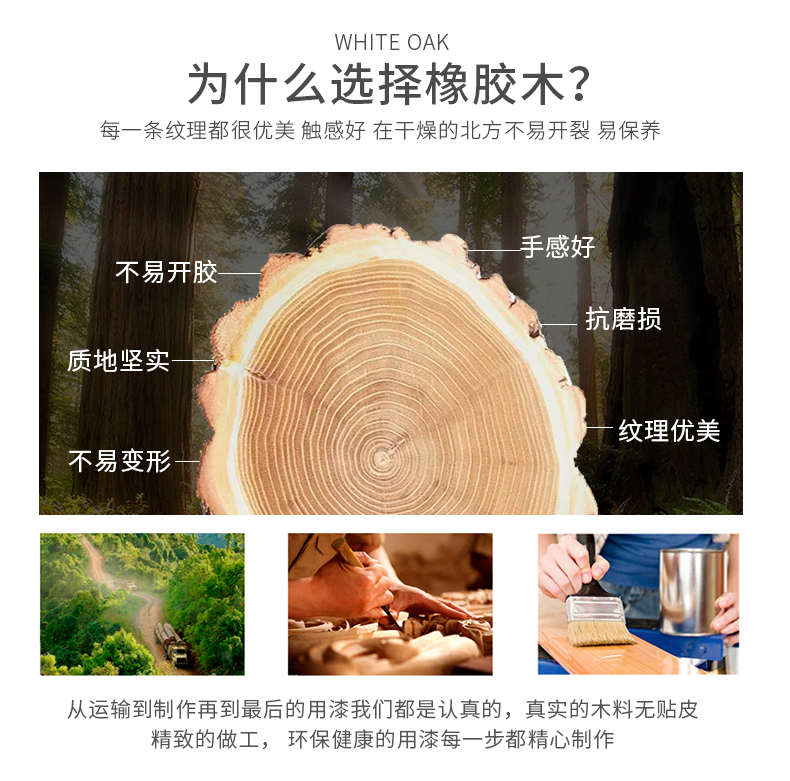 WHITE OAK
为什么选择橡胶木?
每一条纹理都很优美 触感好 在干燥的北方不易开裂 易保养
手感好
不易开胶
抗磨损
质地坚实
纹理优美
不易变形
从运输到制作再到最后的用漆我们都是认真的，真实的木料无贴皮
精致的做工， 环保健康的用漆每一步都精心制作